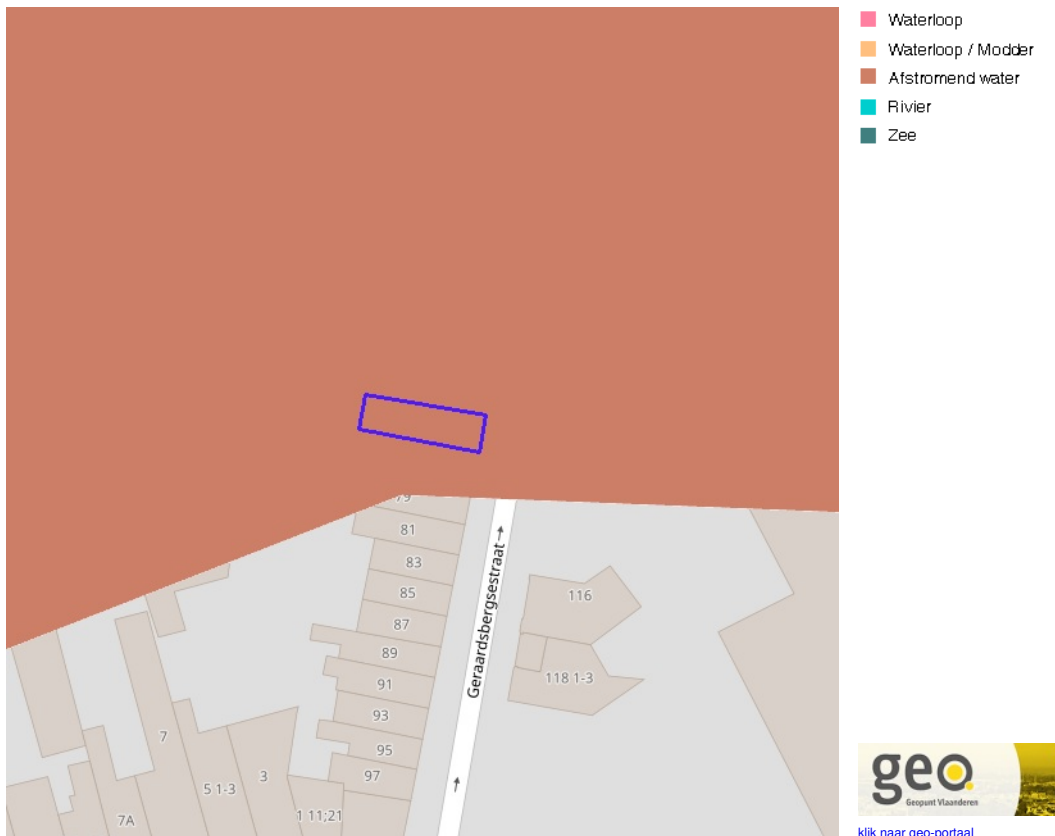 Waterloop
Waterloop / Modder
Afstromend water
Rivier
Zee
79
81
83
85
87
89
91
93
95
97
Geraardsbergsestraat
116
118 1-3
7
5 1-3
3
1 11;21
7A
geo
Geopunt Vlaanderen
klik naar geo-portaal